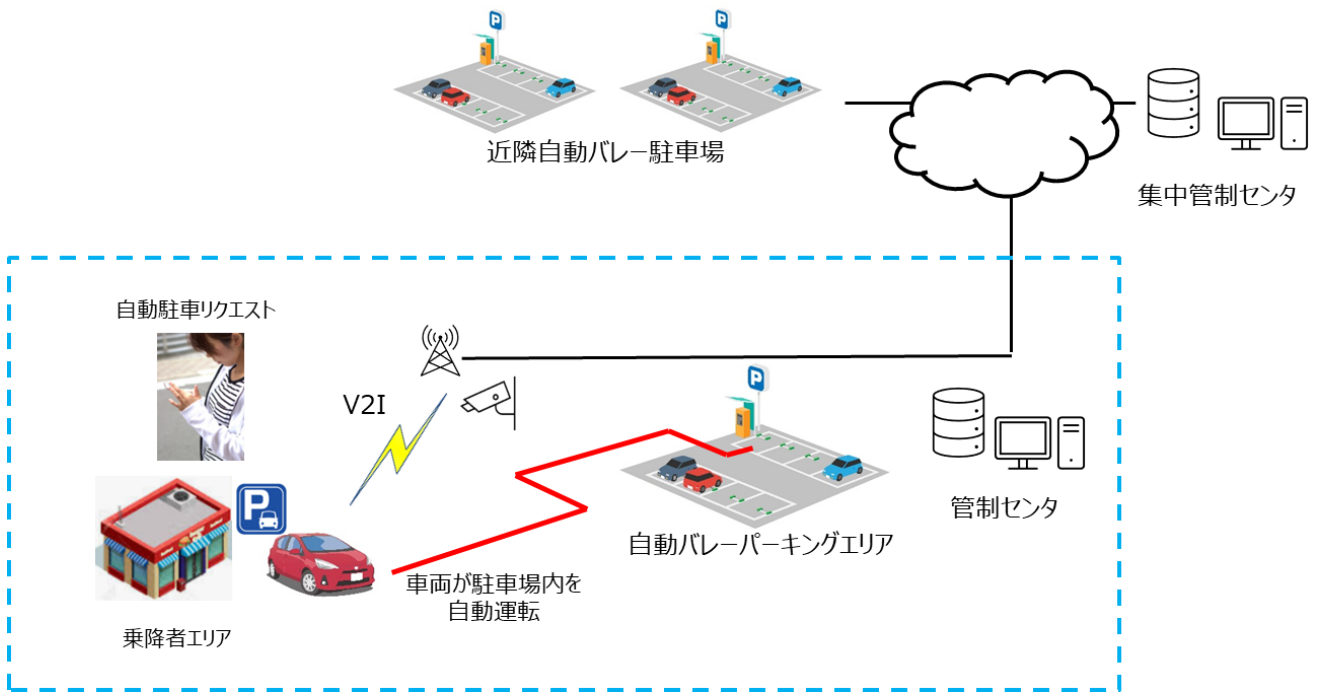 P
P
近隣自動バレー駐車場
集中管制センタ
自動駐車リクエスト
V2I
P
P
管制センタ
自動バレーパーキングエリア
車両が駐車場内を
自動運転
乗降者エリア